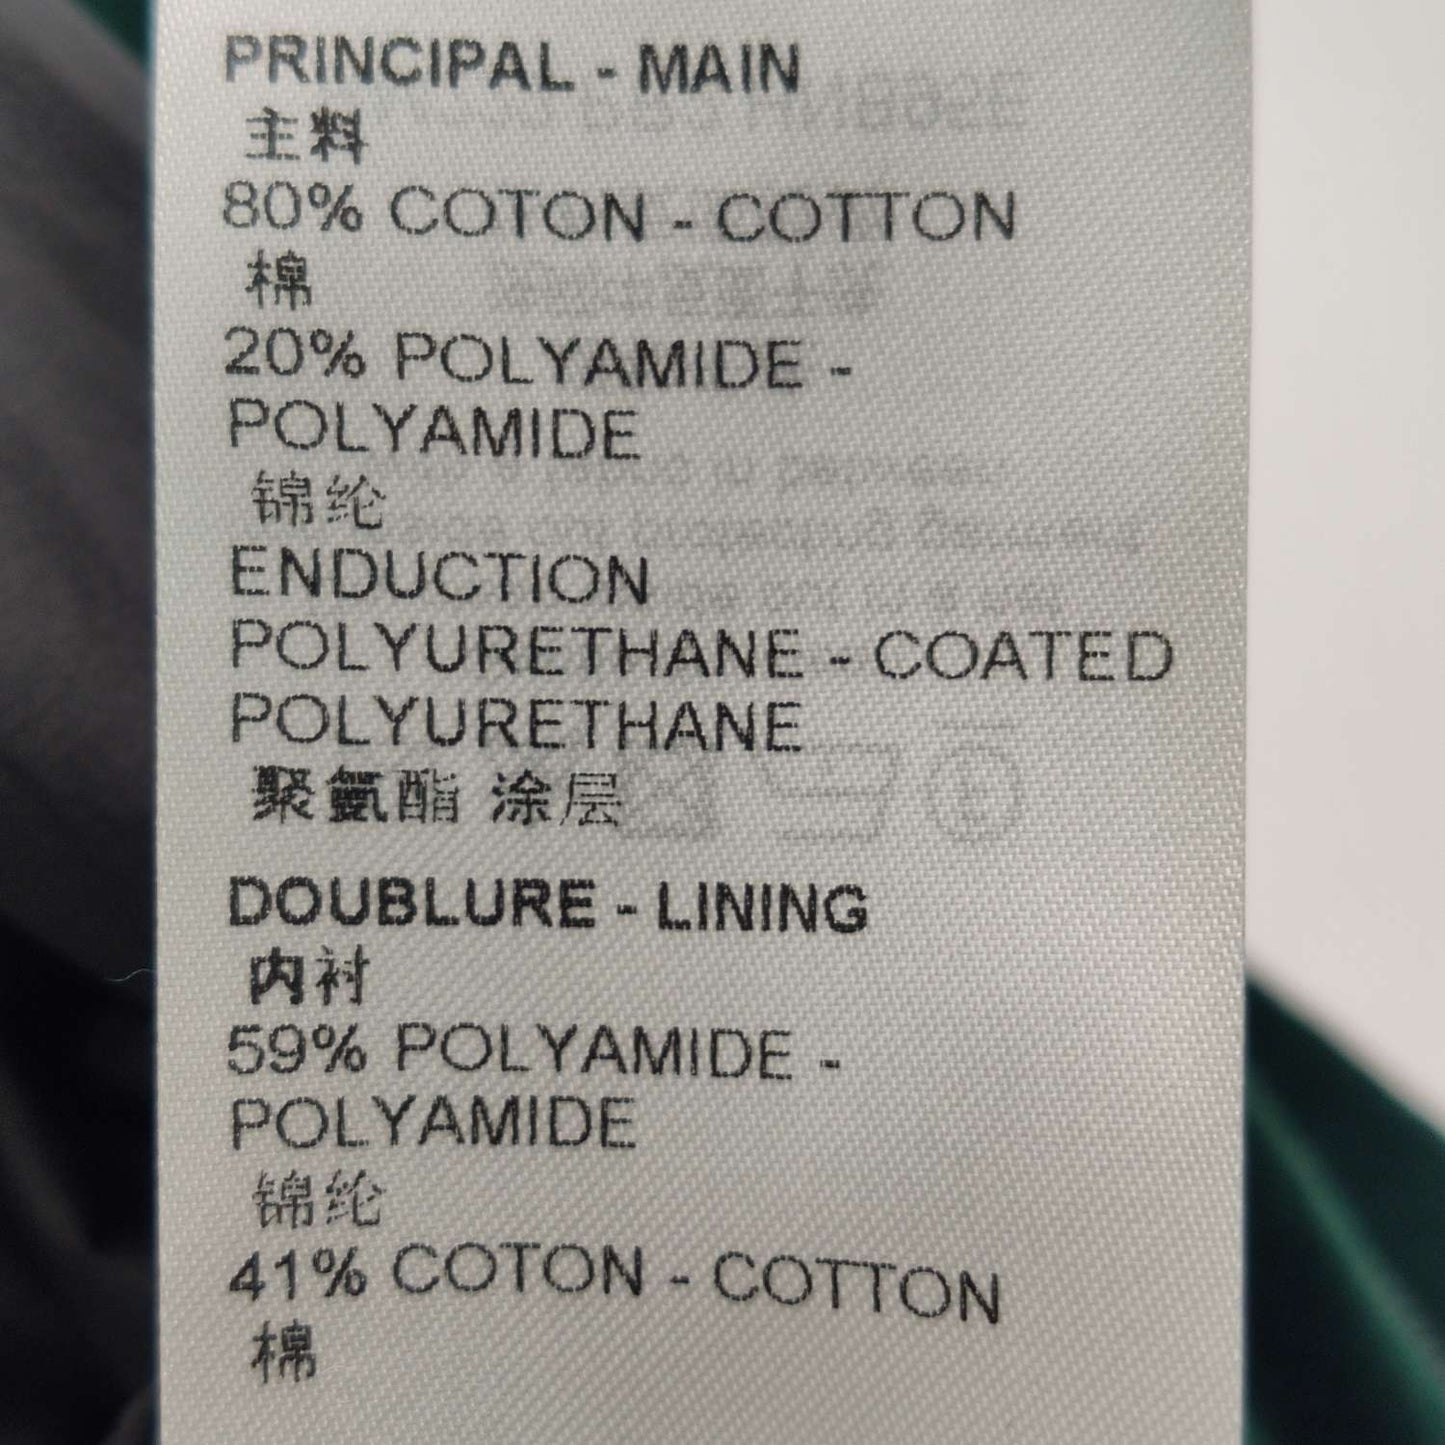 PRINCIPAL - MAIN
主料
80% COTON - COTTON
棉
20% POLYAMIDE -
POLYAMIDE
锦纶
ENDUCTION
POLYURETHANE - COATED
POLYURETHANE
聚氨酯 涂层
DOUBLURE - LINING
内衬
59% POLYAMIDE -
POLYAMIDE
锦纶
41% COTON - COTTON
棉